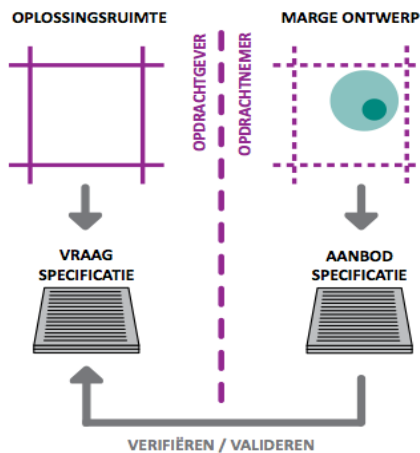 OPLOSSINGSRUIMTE
MARGE ONTWERP
OPDRACHTGEVER
OPDRACHTNEMER
VRAAG
SPECIFICATIE
AANBOD
SPECIFICATIE
VERIFIËREN / VALIDEREN